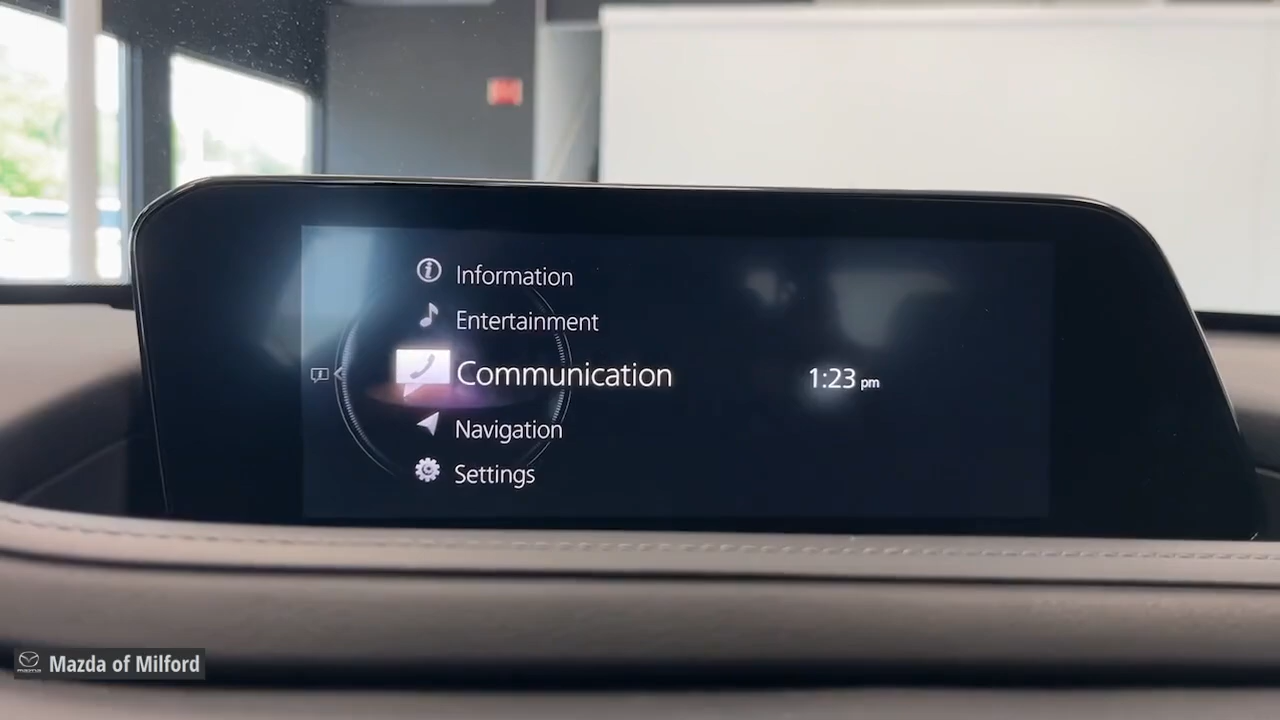 Information
Entertainment
Communication
1:23 pm
Navigation
Settings
Mazda of Milford